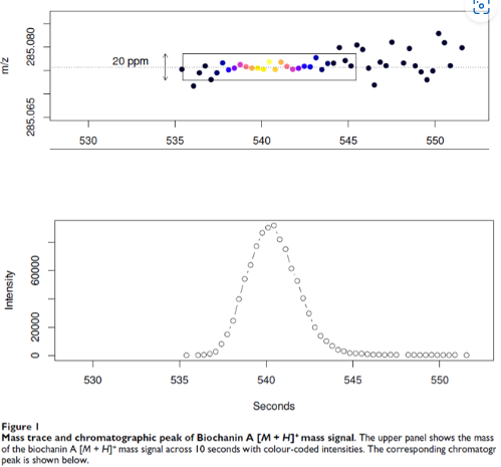 m/z
285.080
285.065
20 ppm
530
535
540
545
550
Intensity
60000
20000
0
530
535
540
545
550
Seconds
Figure 1
Mass trace and chromatographic peak of Biochanin A [M + H]+ mass signal. The upper panel shows the mass
of the biochanin A [M + H]+ mass signal across 10 seconds with colour-coded intensities. The corresponding chromatogr
peak is shown below.